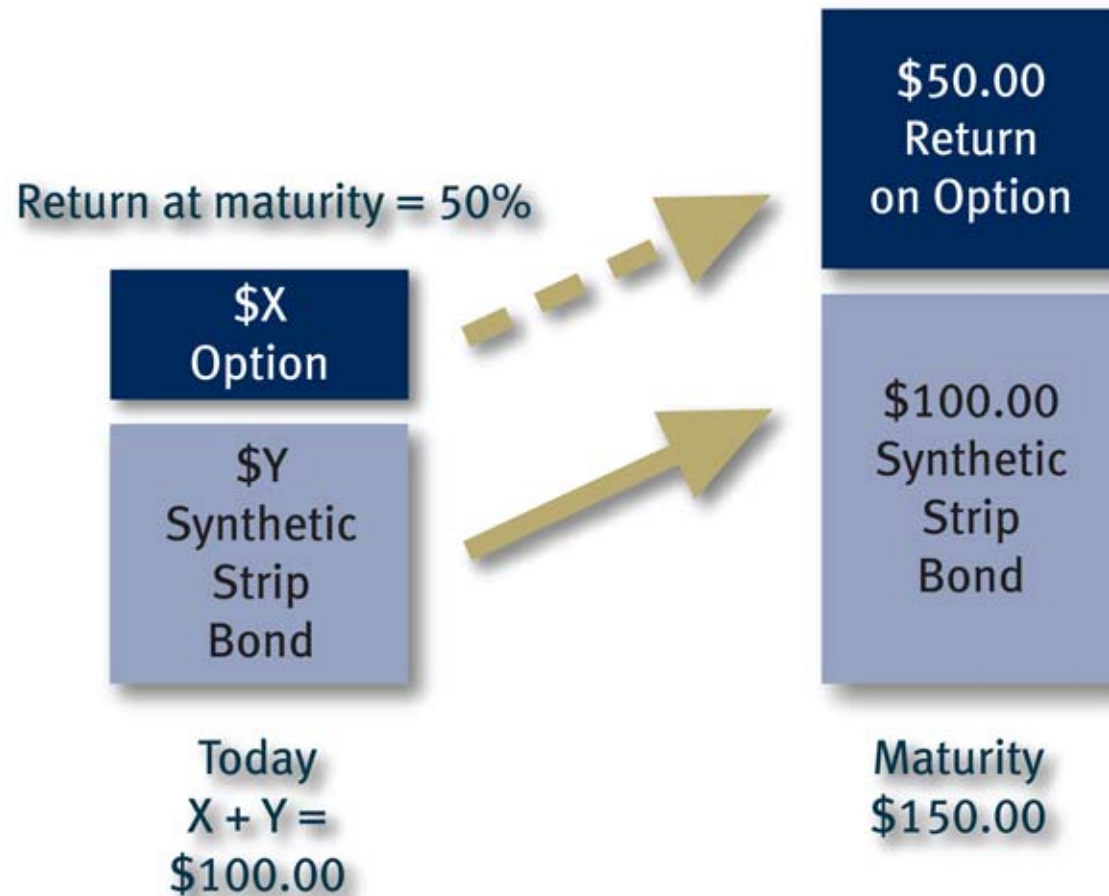 Return at maturity = 50%
$X
Option
$Y
Synthetic
Strip
Bond
Today
X + Y =
$100.00
$50.00
Return
on Option
$100.00
Synthetic
Strip
Bond
Maturity
$150.00